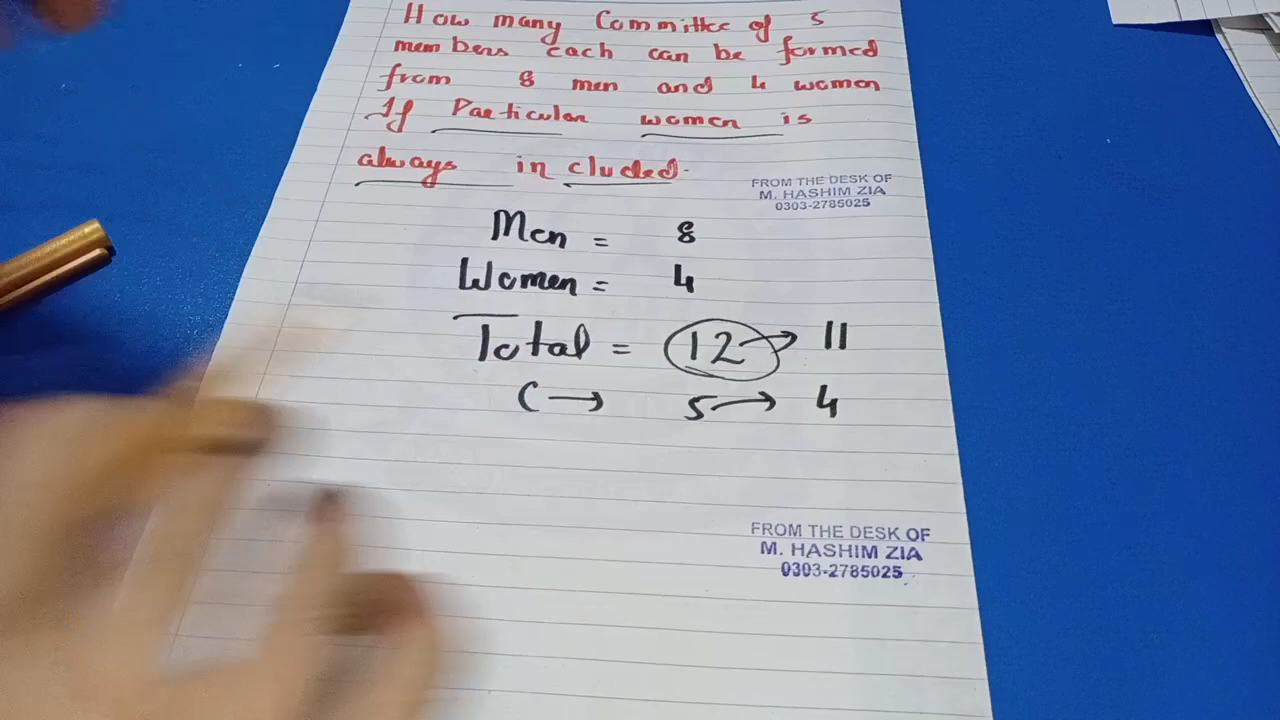 How many Committee of 5
members each can be formed
from 8 men and 4 women
If Particular women is
always included.
FROM THE DESK OF
M. HASHIM ZIA
0303-2785025
Men = 8
Women = 4
Total = 12 → 11
C → 5 → 4
FROM THE DESK OF
M. HASHIM ZIA
0303-2785025